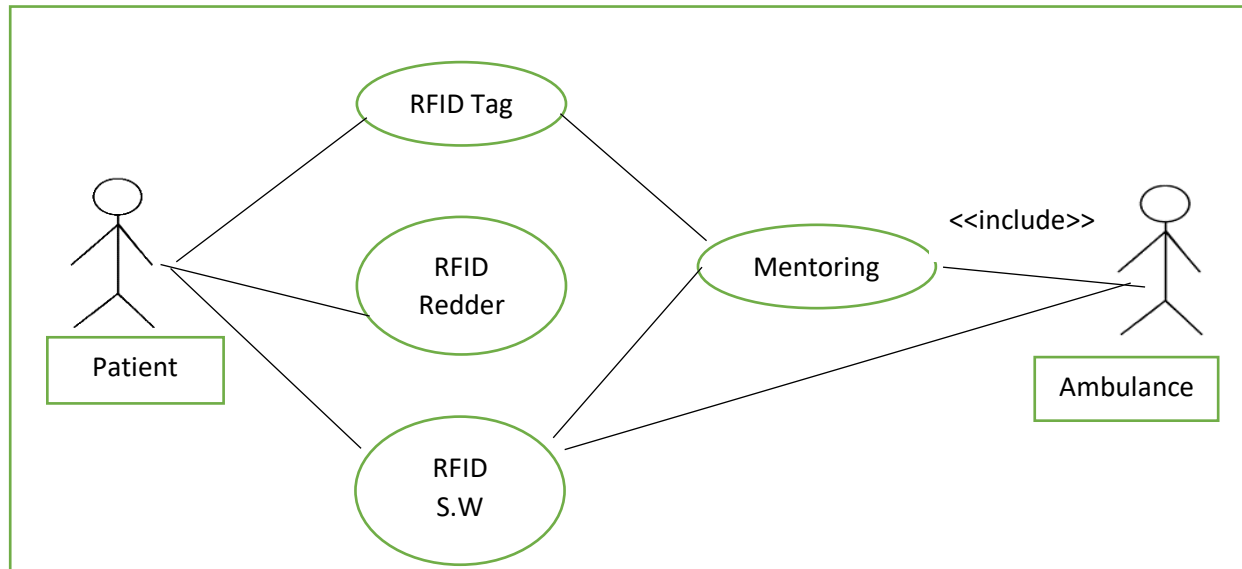 RFID Tag
<<include>>
RFID
Redder
Mentoring
Patient
Ambulance
RFID
S.W